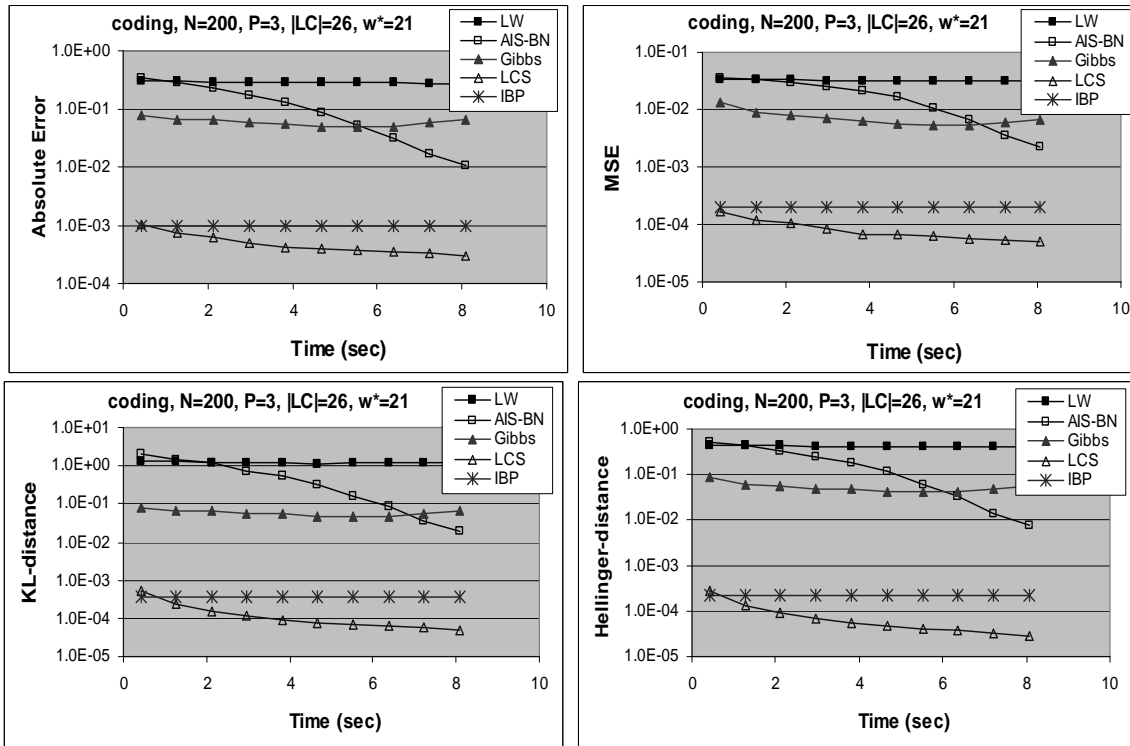 coding, N=200, P=3, |LC|=26, w*=21
LW
AIS-BN
Gibbs
LCS
IBP
1.0E+00
1.0E-01
1.0E-02
1.0E-03
1.0E-04
Absolute Error
0 2 4 6 8 10
Time (sec)
coding, N=200, P=3, |LC|=26, w*=21
LW
AIS-BN
Gibbs
LCS
IBP
1.0E-01
1.0E-02
1.0E-03
1.0E-04
1.0E-05
MSE
0 2 4 6 8 10
Time (sec)
coding, N=200, P=3, |LC|=26, w*=21
LW
AIS-BN
Gibbs
LCS
IBP
1.0E+01
1.0E+00
1.0E-01
1.0E-02
1.0E-03
1.0E-04
1.0E-05
KL-distance
0 2 4 6 8 10
Time (sec)
coding, N=200, P=3, |LC|=26, w*=21
LW
AIS-BN
Gibbs
LCS
IBP
1.0E+00
1.0E-01
1.0E-02
1.0E-03
1.0E-04
1.0E-05
Hellinger-distance
0 2 4 6 8 10
Time (sec)